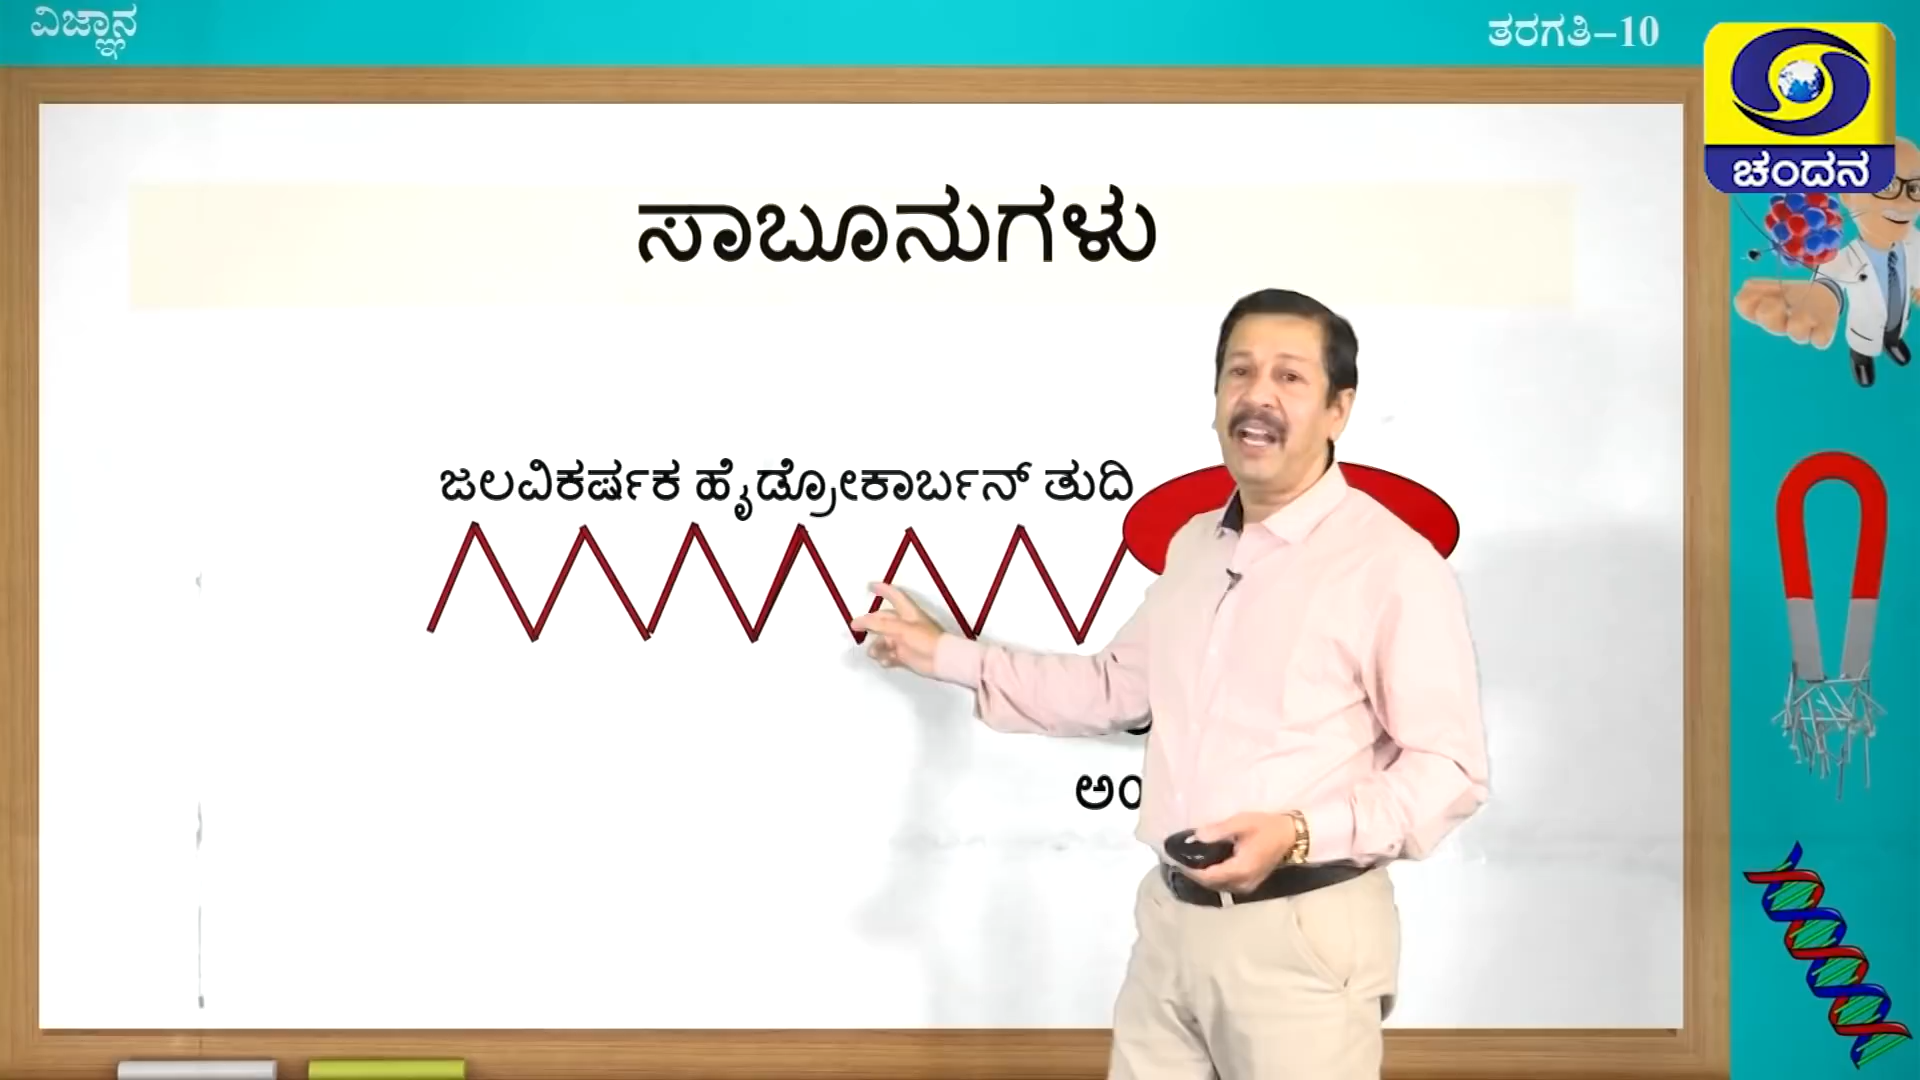 ವಿಜ್ಞಾನ
ತರಗತಿ–10
ಚಂದನ
ಸಾಬೂನುಗಳು
ಜಲವಿಕರ್ಷಕ ಹೈಡ್ರೋಕಾರ್ಬನ್ ತುದಿ